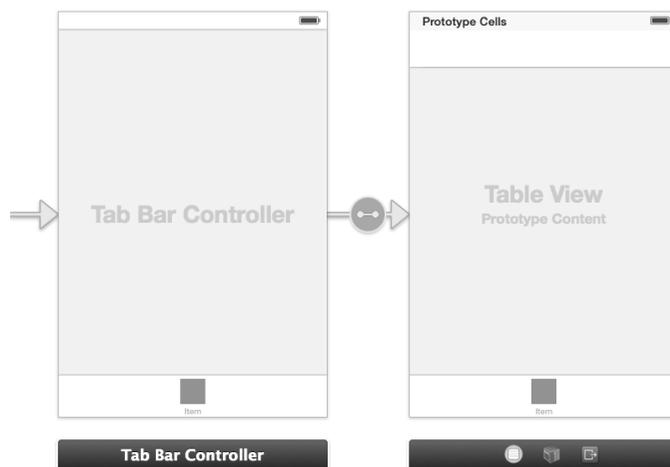 Prototype Cells
Tab Bar Controller
Table View
Prototype Content
Item
Item
Tab Bar Controller